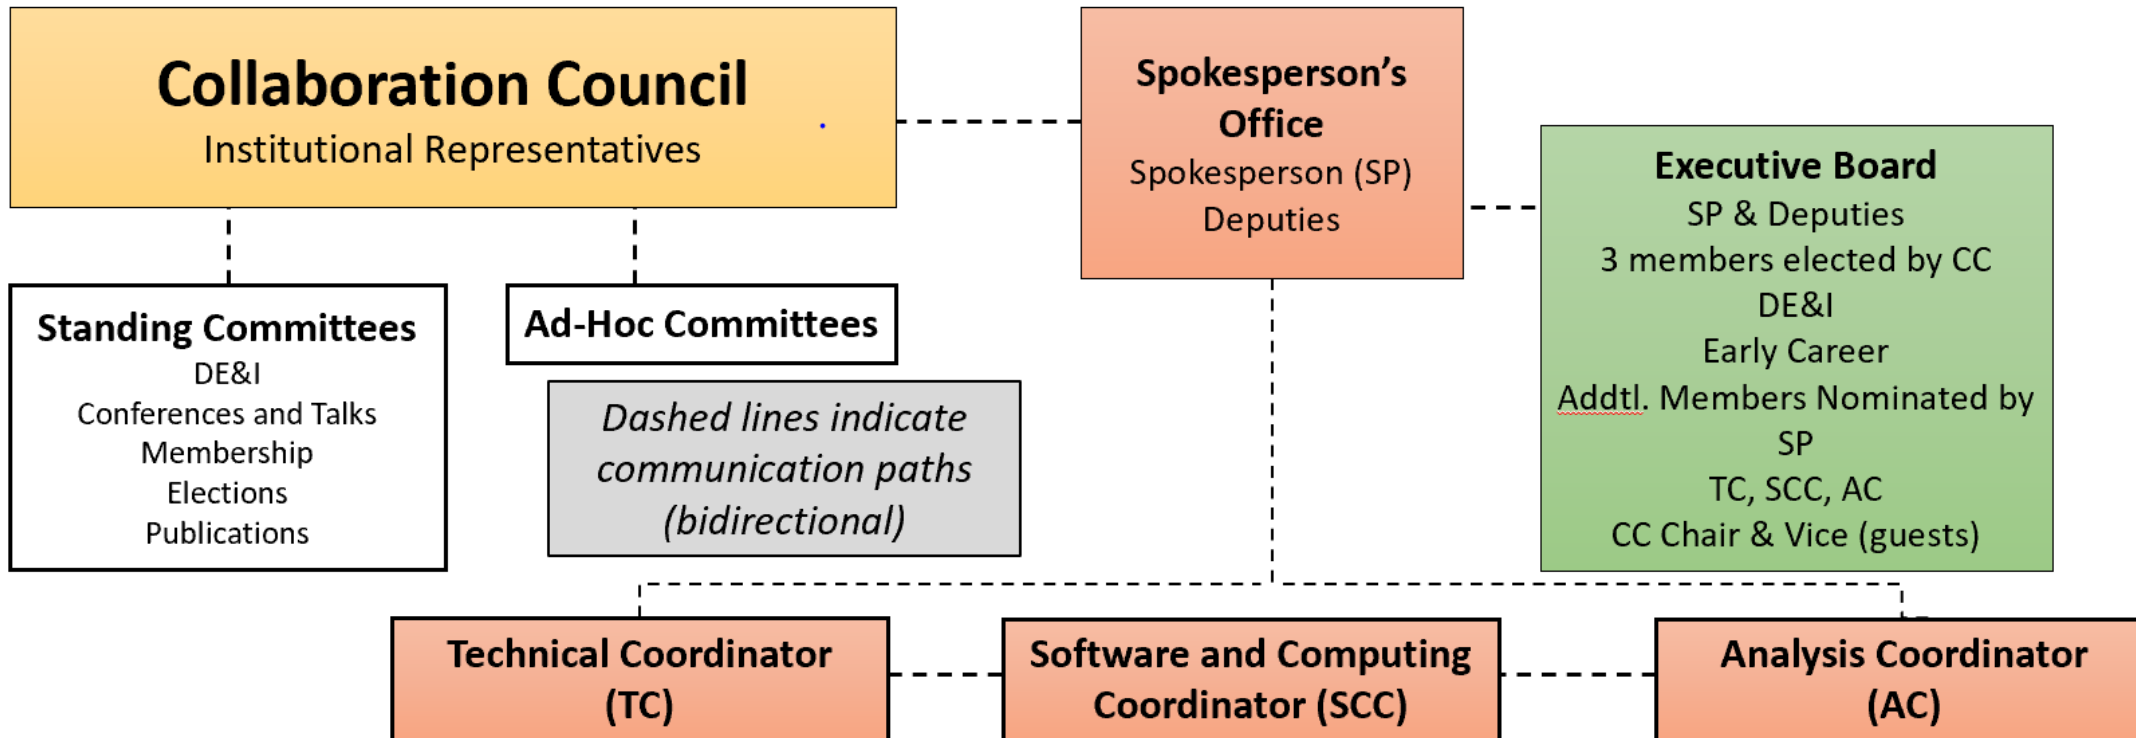 Collaboration Council
Institutional Representatives
Spokesperson’s
Office
Spokesperson (SP)
Deputies
Executive Board
SP & Deputies
3 members elected by CC
DE&I
Early Career
Addtl. Members Nominated by
SP
TC, SCC, AC
CC Chair & Vice (guests)
Standing Committees
DE&I
Conferences and Talks
Membership
Elections
Publications
Ad-Hoc Committees
Dashed lines indicate
communication paths
(bidirectional)
Technical Coordinator
(TC)
Software and Computing
Coordinator (SCC)
Analysis Coordinator
(AC)